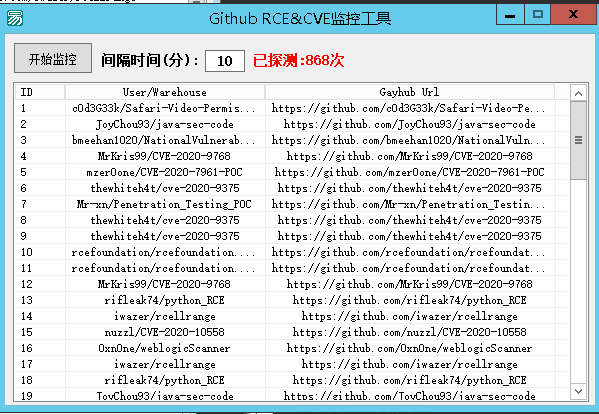 Github RCE&CVE监控工具
开始监控 间隔时间(分): 10 已探测:868次
ID User/Warehouse Gayhub Url
1 c0d3G33k/Safari-Video-Permis... https://github.com/c0d3G33k/Safari-Video-Pe...
2 JoyChou93/java-sec-code https://github.com/JoyChou93/java-sec-code
3 bmeehan1020/NationalVulnerab... https://github.com/bmeehan1020/NationalVuln...
4 MrKris99/CVE-2020-9768 https://github.com/MrKris99/CVE-2020-9768
5 mzer0one/CVE-2020-7961-POC https://github.com/mzer0one/CVE-2020-7961-POC
6 thewhiteh4t/cve-2020-9375 https://github.com/thewhiteh4t/cve-2020-9375
7 Mr-xn/Penetration_Testing_POC https://github.com/Mr-xn/Penetration_Testin...
8 thewhiteh4t/cve-2020-9375 https://github.com/thewhiteh4t/cve-2020-9375
9 thewhiteh4t/cve-2020-9375 https://github.com/thewhiteh4t/cve-2020-9375
10 rcefoundation/rcefoundation.... https://github.com/rcefoundation/rcefoundat...
11 rcefoundation/rcefoundation.... https://github.com/rcefoundation/rcefoundat...
12 MrKris99/CVE-2020-9768 https://github.com/MrKris99/CVE-2020-9768
13 rifleak74/python_RCE https://github.com/rifleak74/python_RCE
14 iwazer/rcellrange https://github.com/iwazer/rcellrange
15 nuzzl/CVE-2020-10558 https://github.com/nuzzl/CVE-2020-10558
16 0xn0ne/weblogicScanner https://github.com/0xn0ne/weblogicScanner
17 iwazer/rcellrange https://github.com/iwazer/rcellrange
18 rifleak74/python_RCE https://github.com/rifleak74/python_RCE
19 JoyChou93/java-sec-code https://github.com/JoyChou93/java-sec-code